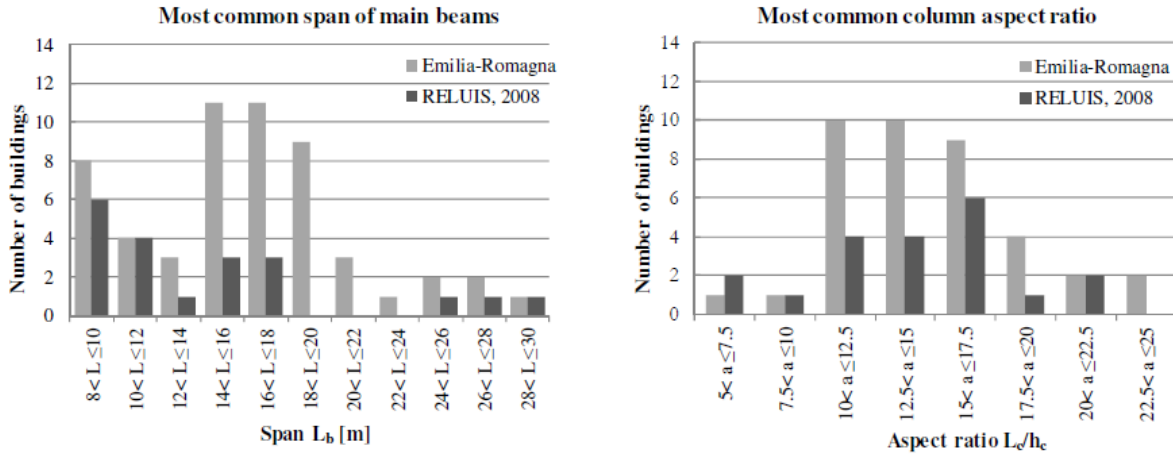 Most common span of main beams
14
12
10
8
6
4
2
0
Number of buildings
Emilia-Romagna
RELUIS, 2008
8< L ≤10
10< L ≤12
12< L ≤14
14< L ≤16
16< L ≤18
18< L ≤20
20< L ≤22
22< L ≤24
24< L ≤26
26< L ≤28
28< L ≤30
Span Lb [m]
Most common column aspect ratio
14
12
10
8
6
4
2
0
Number of buildings
Emilia-Romagna
RELUIS, 2008
5< a ≤7.5
7.5< a ≤10
10< a ≤12.5
12.5< a ≤15
15< a ≤17.5
17.5< a ≤20
20< a ≤22.5
22.5< a ≤25
Aspect ratio Lc/hc